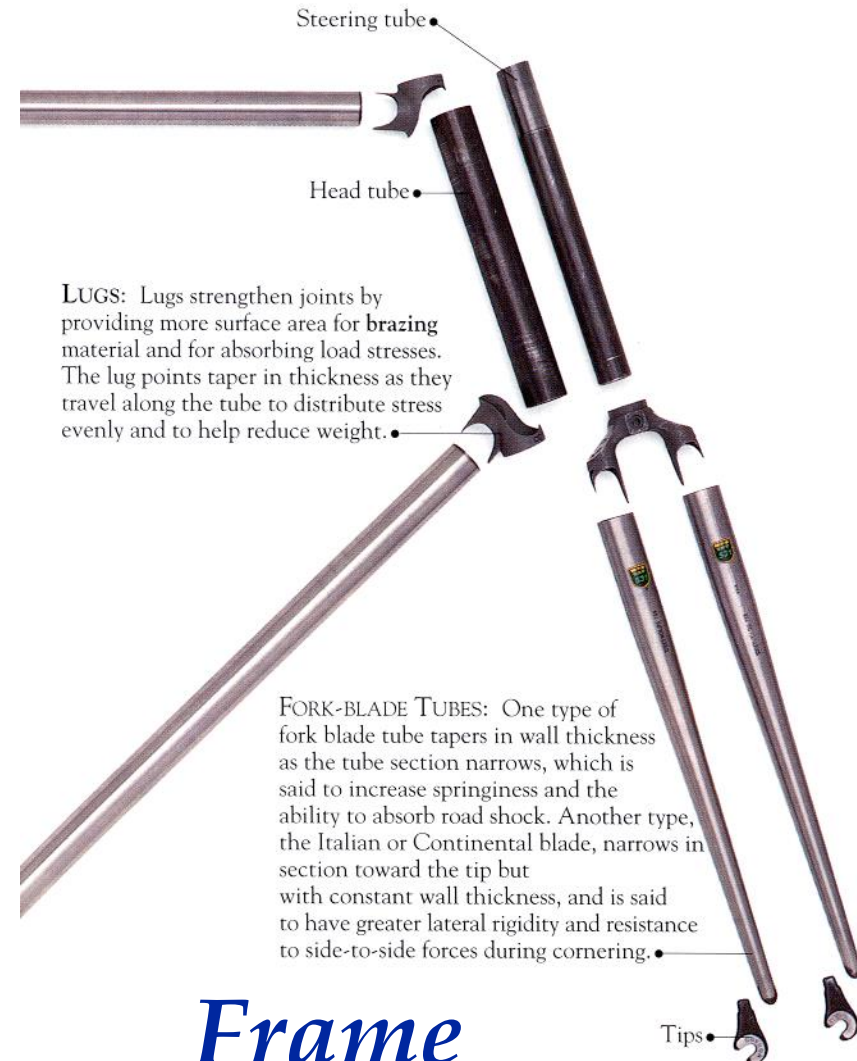 Steering tube
Head tube
LUGS: Lugs strengthen joints by
providing more surface area for brazing
material and for absorbing load stresses.
The lug points taper in thickness as they
travel along the tube to distribute stress
evenly and to help reduce weight.
FORK-BLADE TUBES: One type of
fork blade tube tapers in wall thickness
as the tube section narrows, which is
said to increase springiness and the
ability to absorb road shock. Another type,
the Italian or Continental blade, narrows in
section toward the tip but
with constant wall thickness, and is said
to have greater lateral rigidity and resistance
to side-to-side forces during cornering.
Frame
Tips